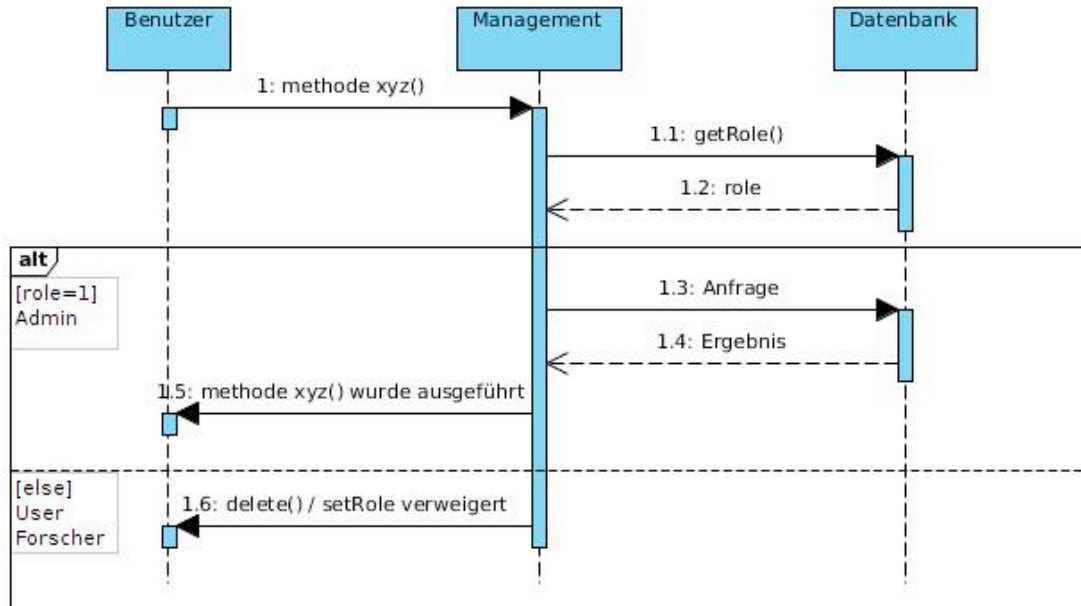 Benutzer
Management
Datenbank
1: methode xyz()
1.1: getRole()
1.2: role
alt
[role=1]
Admin
1.3: Anfrage
1.4: Ergebnis
1.5: methode xyz() wurde ausgeführt
[else]
User
Forscher
1.6: delete() / setRole verweigert